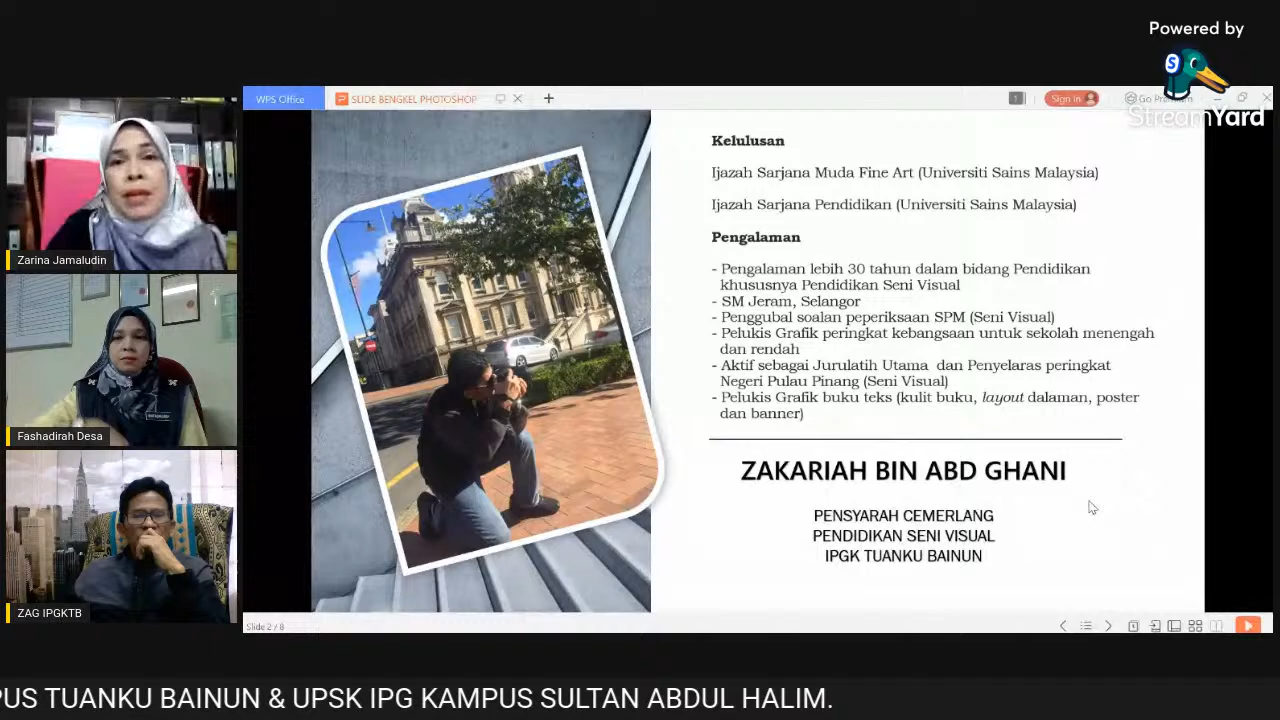 Powered by
S
StreamYard
WPS Office
SLIDE BENGKEL PHOTOSHOP
1
Sign in
Go Premium
Kelulusan
Ijazah Sarjana Muda Fine Art (Universiti Sains Malaysia)
Ijazah Sarjana Pendidikan (Universiti Sains Malaysia)
Pengalaman
- Pengalaman lebih 30 tahun dalam bidang Pendidikan
khususnya Pendidikan Seni Visual
- SM Jeram, Selangor
- Penggubal soalan peperiksaan SPM (Seni Visual)
- Pelukis Grafik peringkat kebangsaan untuk sekolah menengah
dan rendah
- Aktif sebagai Jurulatih Utama dan Penyelaras peringkat
Negeri Pulau Pinang (Seni Visual)
- Pelukis Grafik buku teks (kulit buku, layout dalaman, poster
dan banner)
ZAKARIAH BIN ABD GHANI
PENSYARAH CEMERLANG
PENDIDIKAN SENI VISUAL
IPGK TUANKU BAINUN
Zarina Jamaludin
Fashadirah Desa
ZAG IPGKTB
Slide 2 / 8
PUS TUANKU BAINUN & UPSK IPG KAMPUS SULTAN ABDUL HALIM.